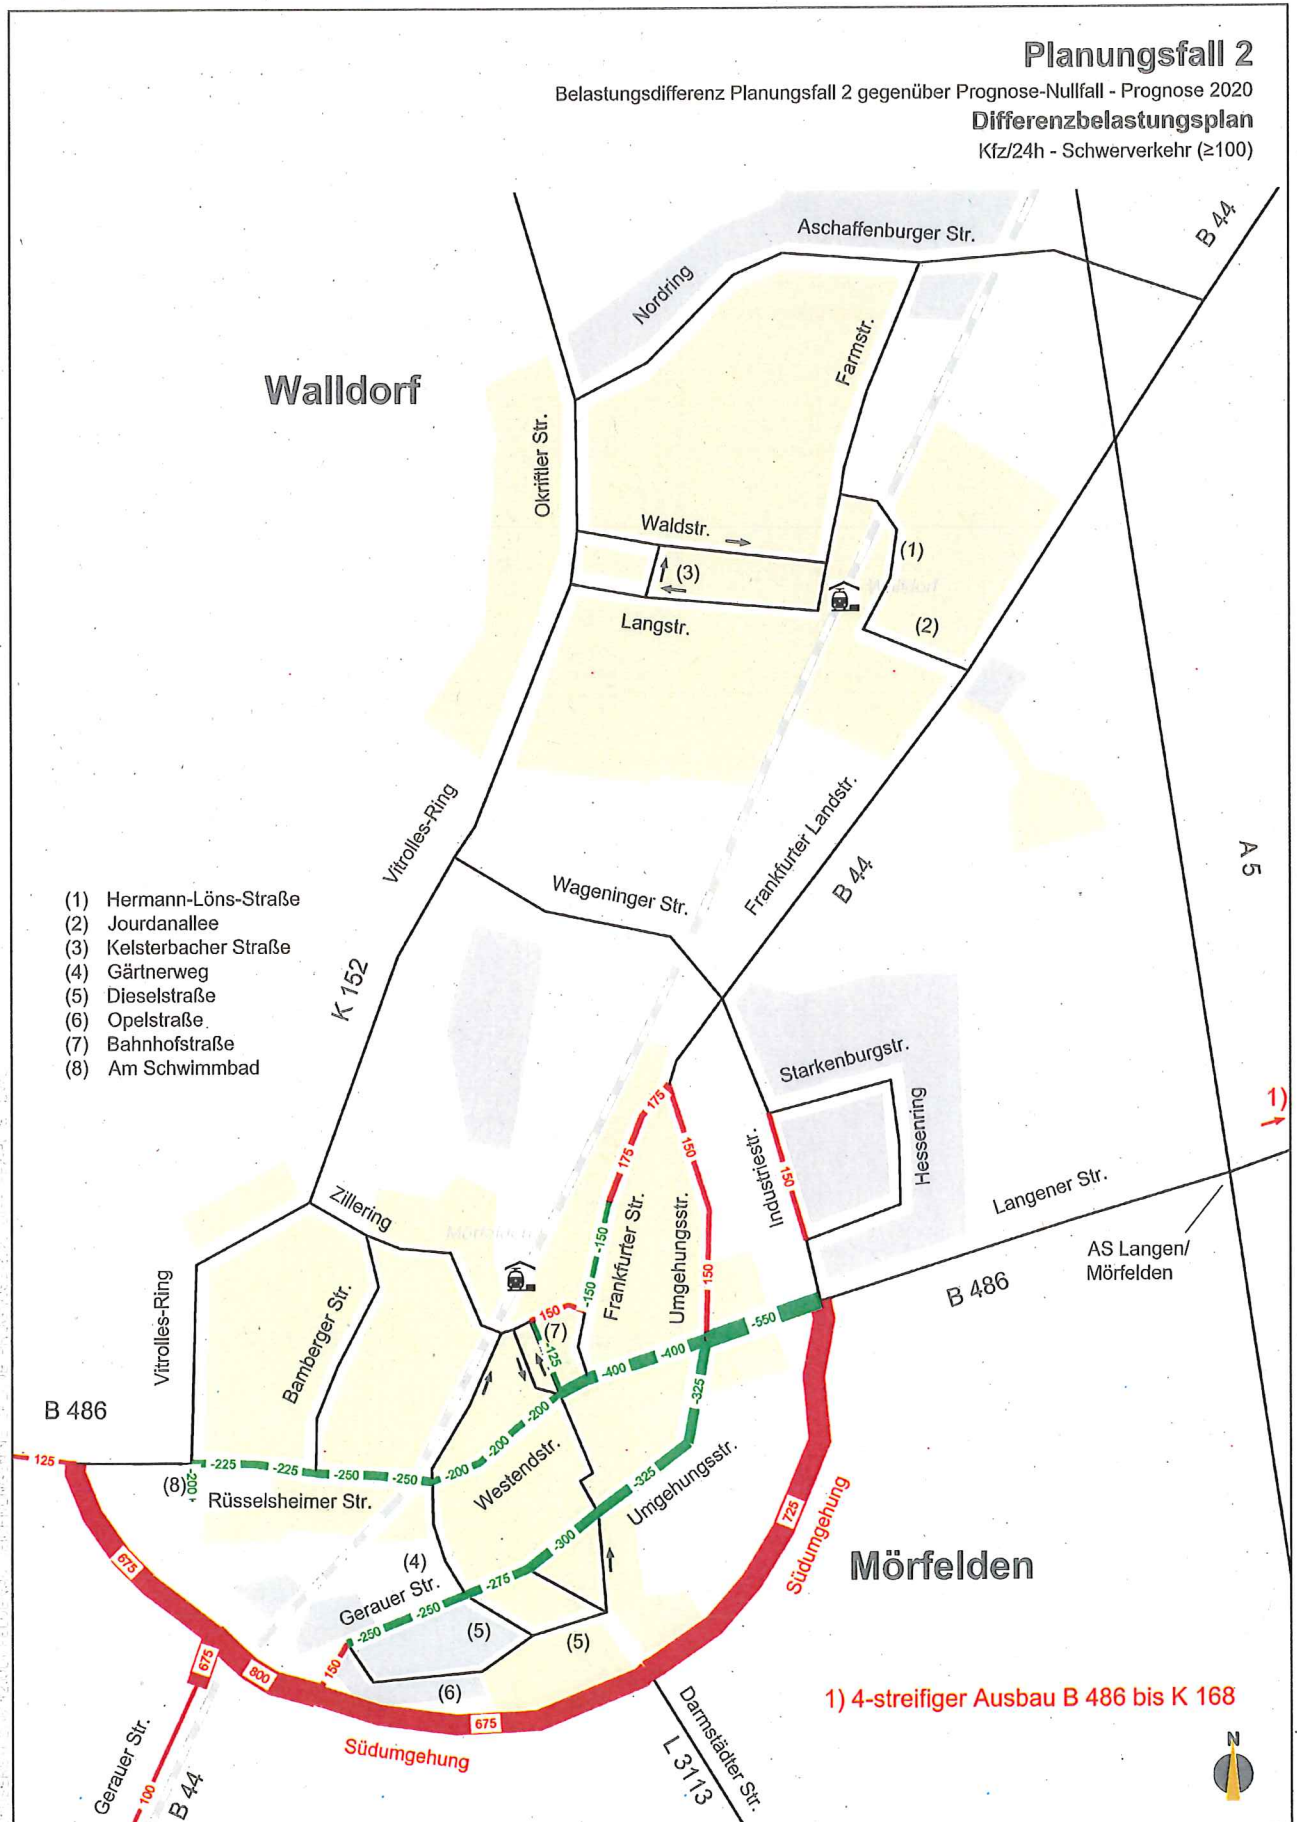 Planungsfall 2
Belastungsdifferenz Planungsfall 2 gegenüber Prognose-Nullfall - Prognose 2020
Differenzbelastungsplan
Kfz/24h - Schwerverkehr (≥100)
B 44
Aschaffenburger Str.
Nordring
Farmstr.
Walldorf
Okriftler Str.
Waldstr.
(1)
(3)
(2)
Langstr.
Vitrolles-Ring
Frankfurter Landstr.
B 44
A 5
Wageninger Str.
(1) Hermann-Löns-Straße
(2) Jourdanallee
(3) Kelsterbacher Straße
(4) Gärtnerweg
(5) Dieselstraße
(6) Opelstraße
(7) Bahnhofstraße
(8) Am Schwimmbad
K 152
Starkenburgstr.
Hessenring
1)
175
175
150
150
Industriestr.
Langener Str.
Zillering
-150
-150
Frankfurter Str.
Umgehungsstr.
150
AS Langen/
Mörfelden
B 486
Vitrolles-Ring
Bamberger Str.
150
(7)
-125
-550
-400
-400
-325
B 486
125
-225
-225
-250
-250
-200
-200
-200
(8)
-200
Rüsselsheimer Str.
Westendstr.
-325
Umgehungsstr.
725
Südumgehung
-300
675
(4)
-275
Gerauer Str.
-250
-250
Mörfelden
(5)
(5)
675
800
150
(6)
675
Südumgehung
1) 4-streifiger Ausbau B 486 bis K 168
Gerauer Str.
100
B 44
Darmstädter Str.
L 3113
N